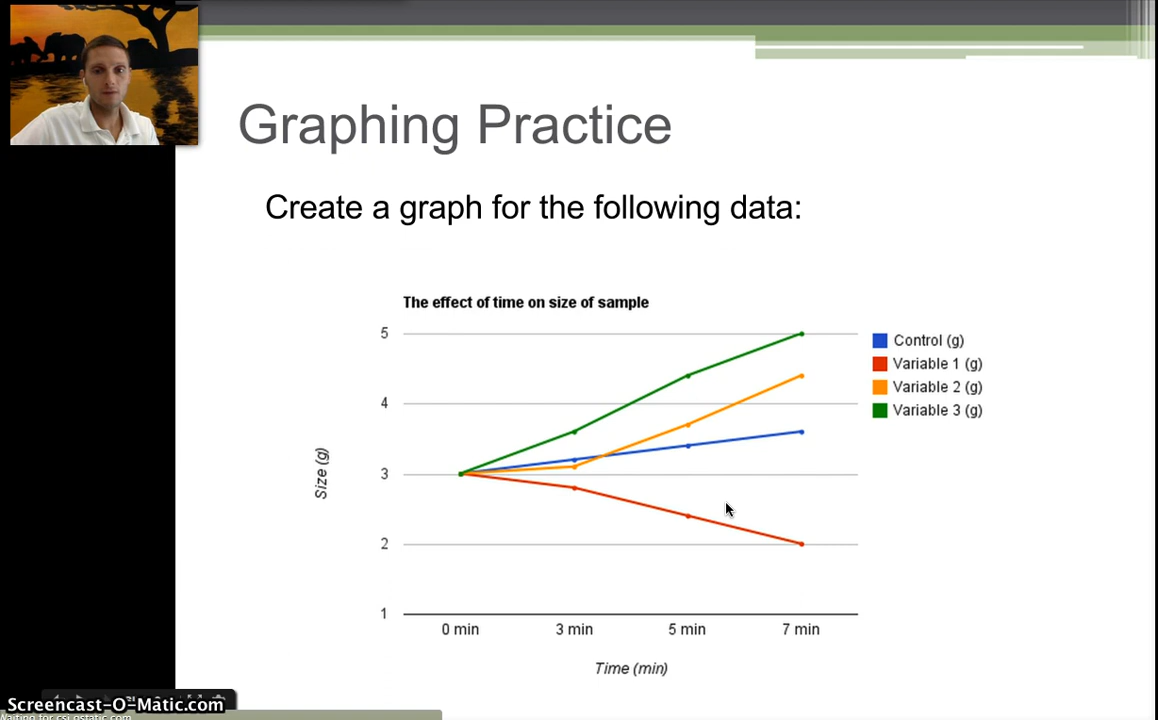 Graphing Practice
Create a graph for the following data:
The effect of time on size of sample
5
4
3
2
1
Size (g)
0 min 3 min 5 min 7 min
Time (min)
Control (g)
Variable 1 (g)
Variable 2 (g)
Variable 3 (g)
Screencast-O-Matic.com